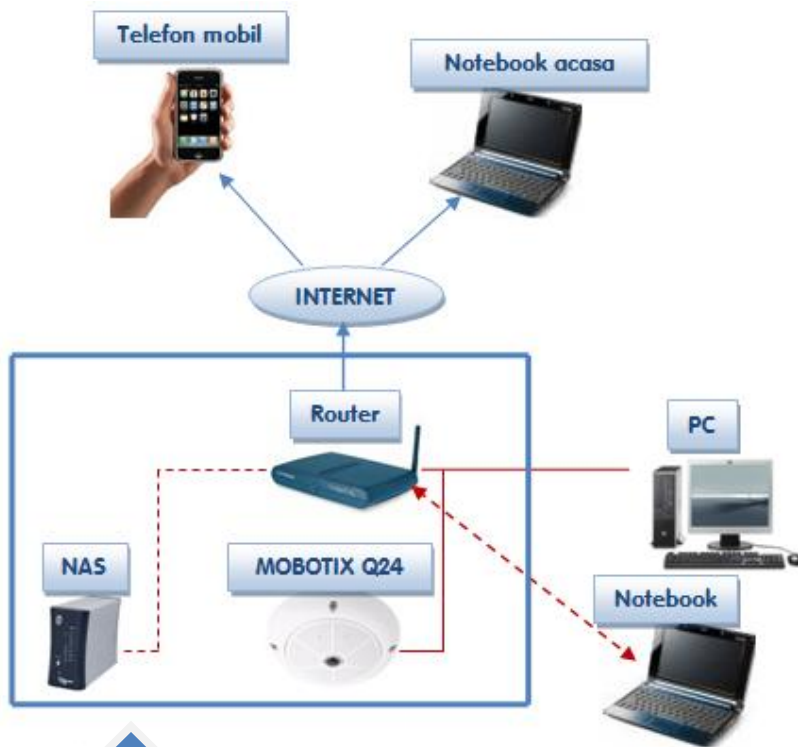 Telefon mobil
Notebook acasa
INTERNET
Router
PC
NAS
MOBOTIX Q24
Notebook